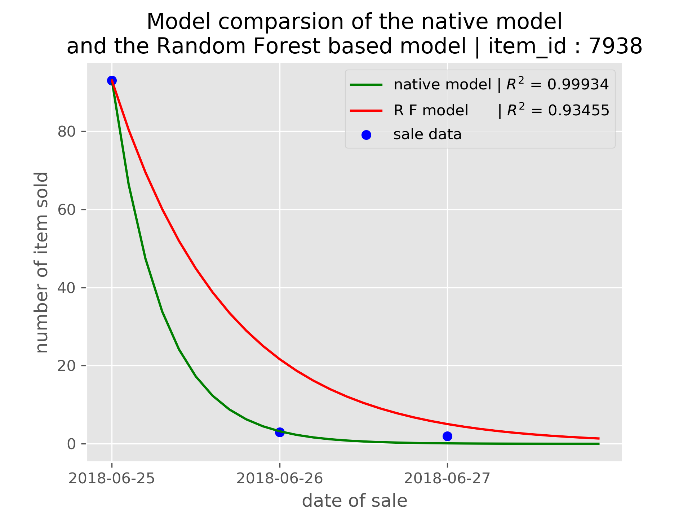 Model comparsion of the native model
and the Random Forest based model | item_id : 7938
native model | R² = 0.99934
R F model | R² = 0.93455
sale data
number of item sold
80
60
40
20
0
2018-06-25 2018-06-26 2018-06-27
date of sale